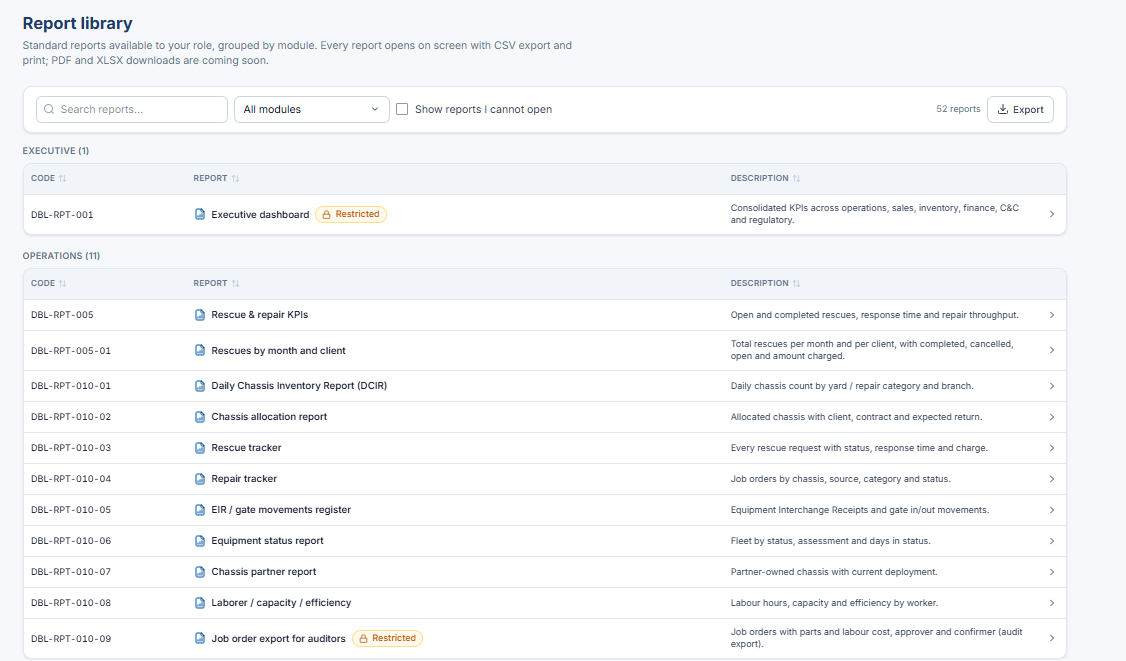 Report library
Standard reports available to your role, grouped by module. Every report opens on screen with CSV export and
print; PDF and XLSX downloads are coming soon.
Search reports... All modules Show reports I cannot open 52 reports Export
EXECUTIVE (1)
CODE REPORT DESCRIPTION
DBL-RPT-001 Executive dashboard Restricted Consolidated KPIs across operations, sales, inventory, finance, C&C
and regulatory.
OPERATIONS (11)
CODE REPORT DESCRIPTION
DBL-RPT-005 Rescue & repair KPIs Open and completed rescues, response time and repair throughput.
DBL-RPT-005-01 Rescues by month and client Total rescues per month and per client, with completed, cancelled,
open and amount charged.
DBL-RPT-010-01 Daily Chassis Inventory Report (DCIR) Daily chassis count by yard / repair category and branch.
DBL-RPT-010-02 Chassis allocation report Allocated chassis with client, contract and expected return.
DBL-RPT-010-03 Rescue tracker Every rescue request with status, response time and charge.
DBL-RPT-010-04 Repair tracker Job orders by chassis, source, category and status.
DBL-RPT-010-05 EIR / gate movements register Equipment Interchange Receipts and gate in/out movements.
DBL-RPT-010-06 Equipment status report Fleet by status, assessment and days in status.
DBL-RPT-010-07 Chassis partner report Partner-owned chassis with current deployment.
DBL-RPT-010-08 Laborer / capacity / efficiency Labour hours, capacity and efficiency by worker.
DBL-RPT-010-09 Job order export for auditors Restricted Job orders with parts and labour cost, approver and confirmer (audit
export).